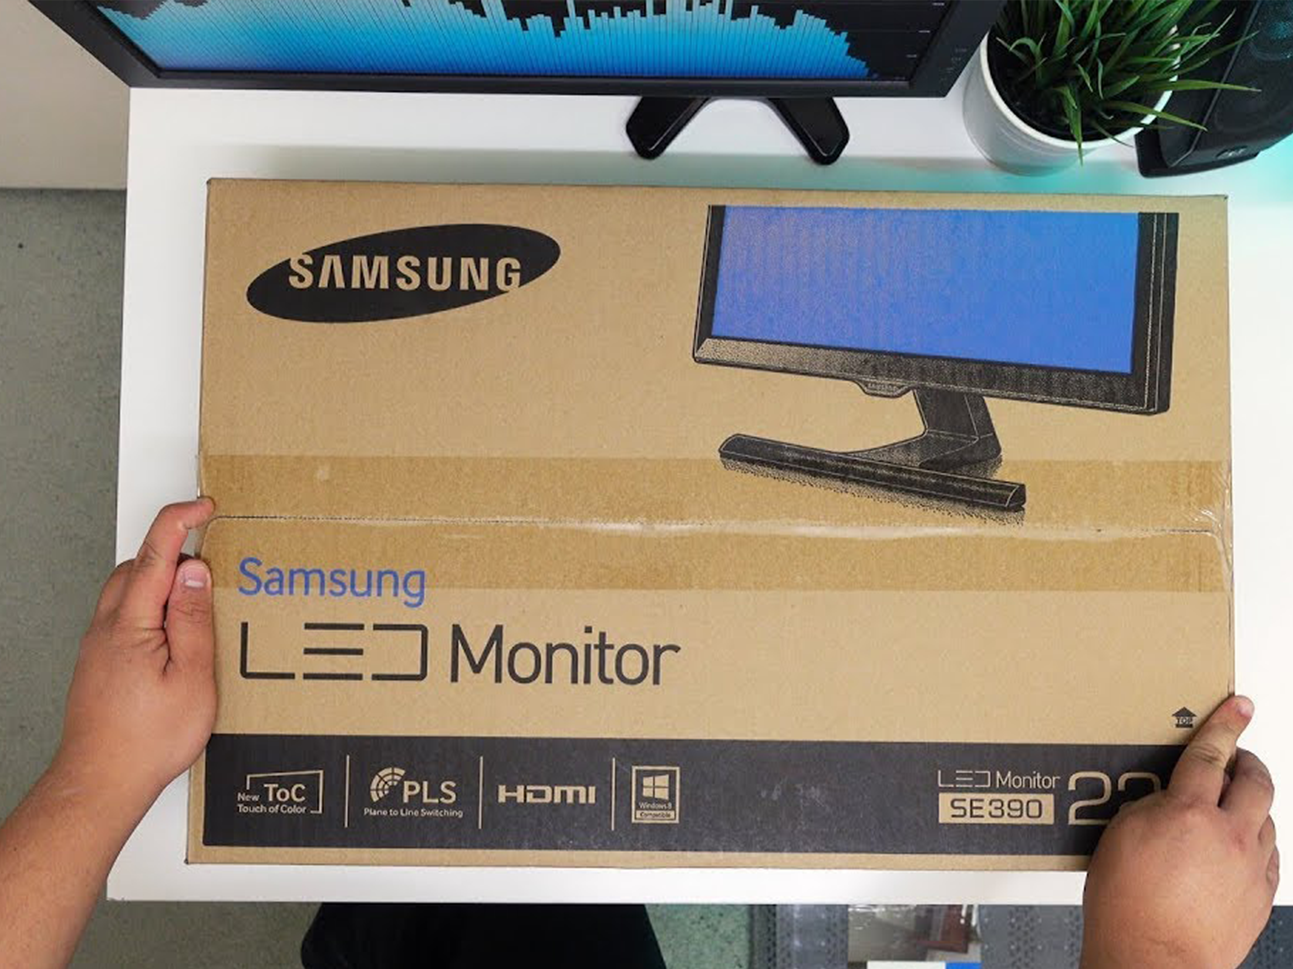 SAMSUNG
SAMSUNG
Samsung
LED Monitor
TOP
New ToC
Touch of Color
PLS
Plane to Line Switching
HDMI
Windows 8
Compatible
LED Monitor
SE390